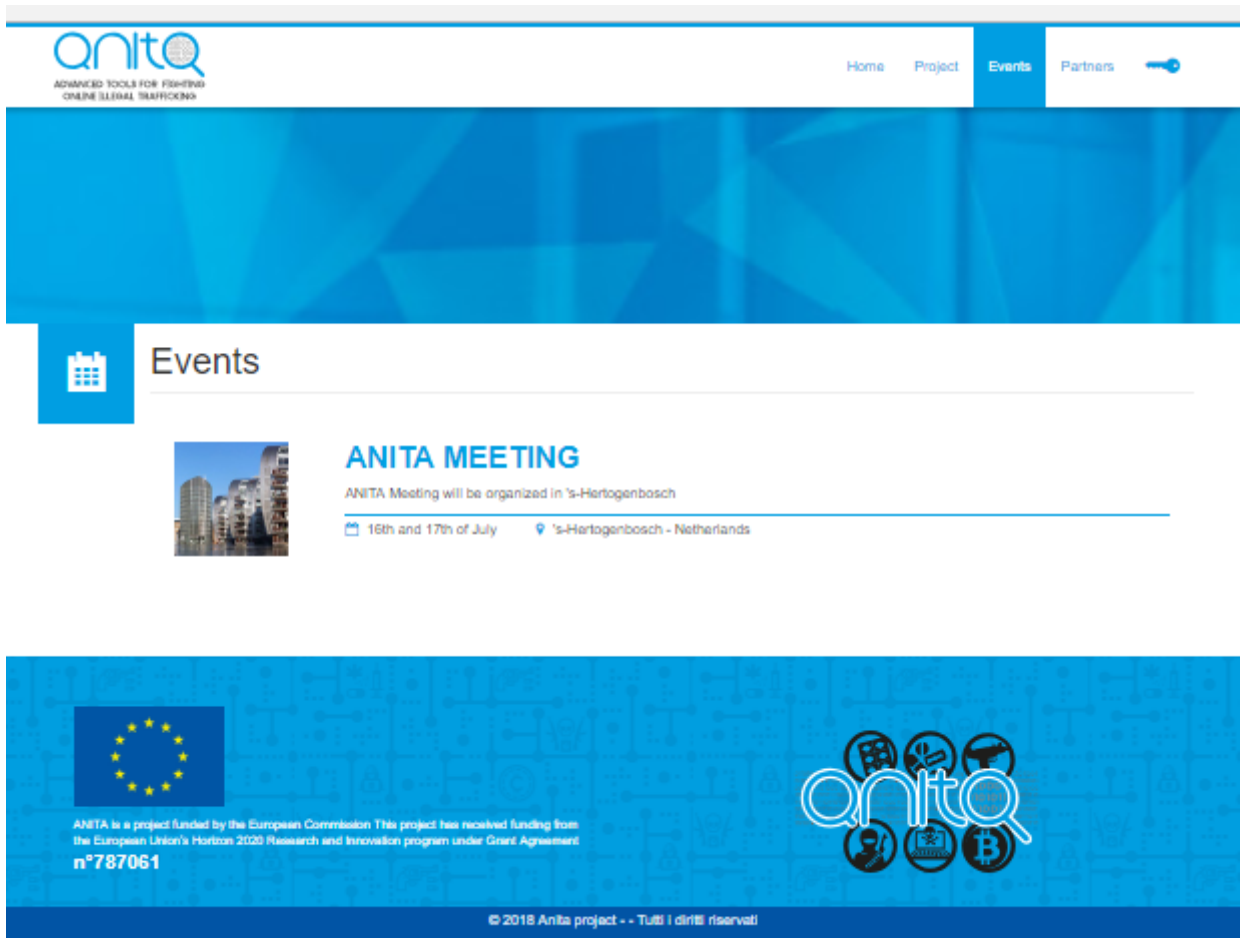 anita
ADVANCED TOOLS FOR FIGHTING
ONLINE ILLEGAL TRAFFICKING
Home Project Events Partners
Events
ANITA MEETING
ANITA Meeting will be organized in 's-Hertogenbosch
16th and 17th of July 's-Hertogenbosch - Netherlands
ANITA is a project funded by the European Commission This project has received funding from
the European Union's Horizon 2020 Research and Innovation program under Grant Agreement
n°787061
anita
© 2018 Anita project - - Tutti i diritti riservati